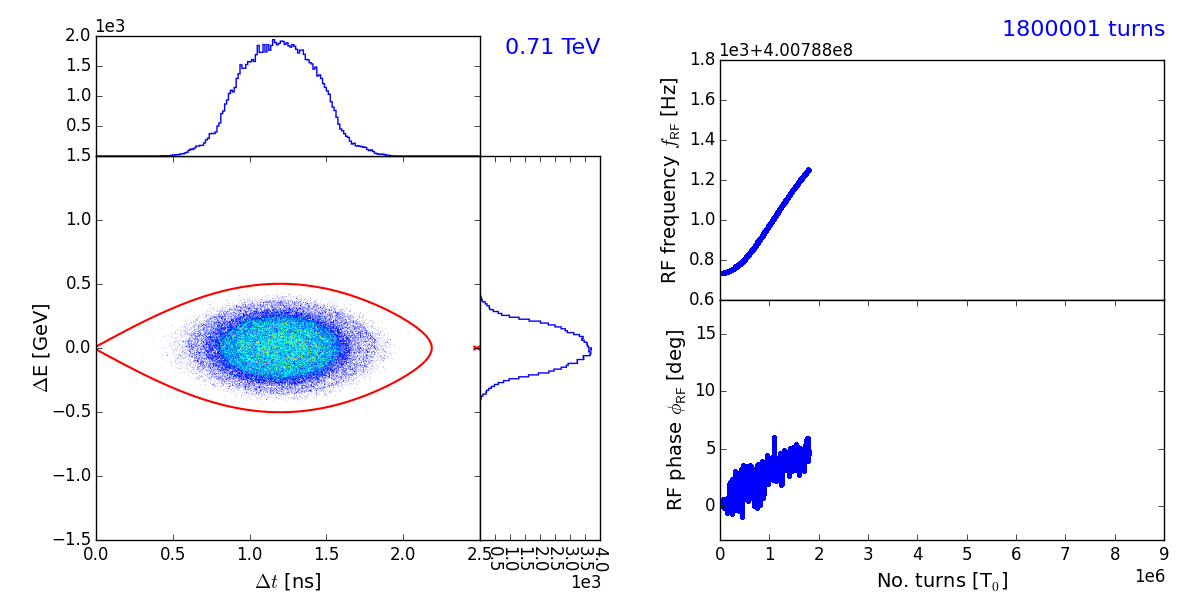 1e3
2.0
1.5
1.0
0.5
0.71 TeV
1.5
1.0
0.5
0.0
−0.5
−1.0
−1.5
ΔE [GeV]
0.0 0.5 1.0 1.5 2.0 2.5
Δt [ns]
0.5 1.0 1.5 2.0 2.5 3.0 3.5 4.0
1e3
1800001 turns
1e3+4.00788e8
1.8
1.6
1.4
1.2
1.0
0.8
0.6
RF frequency f_RF [Hz]
15
10
5
0
RF phase ϕ_RF [deg]
0 1 2 3 4 5 6 7 8 9
1e6
No. turns [T₀]